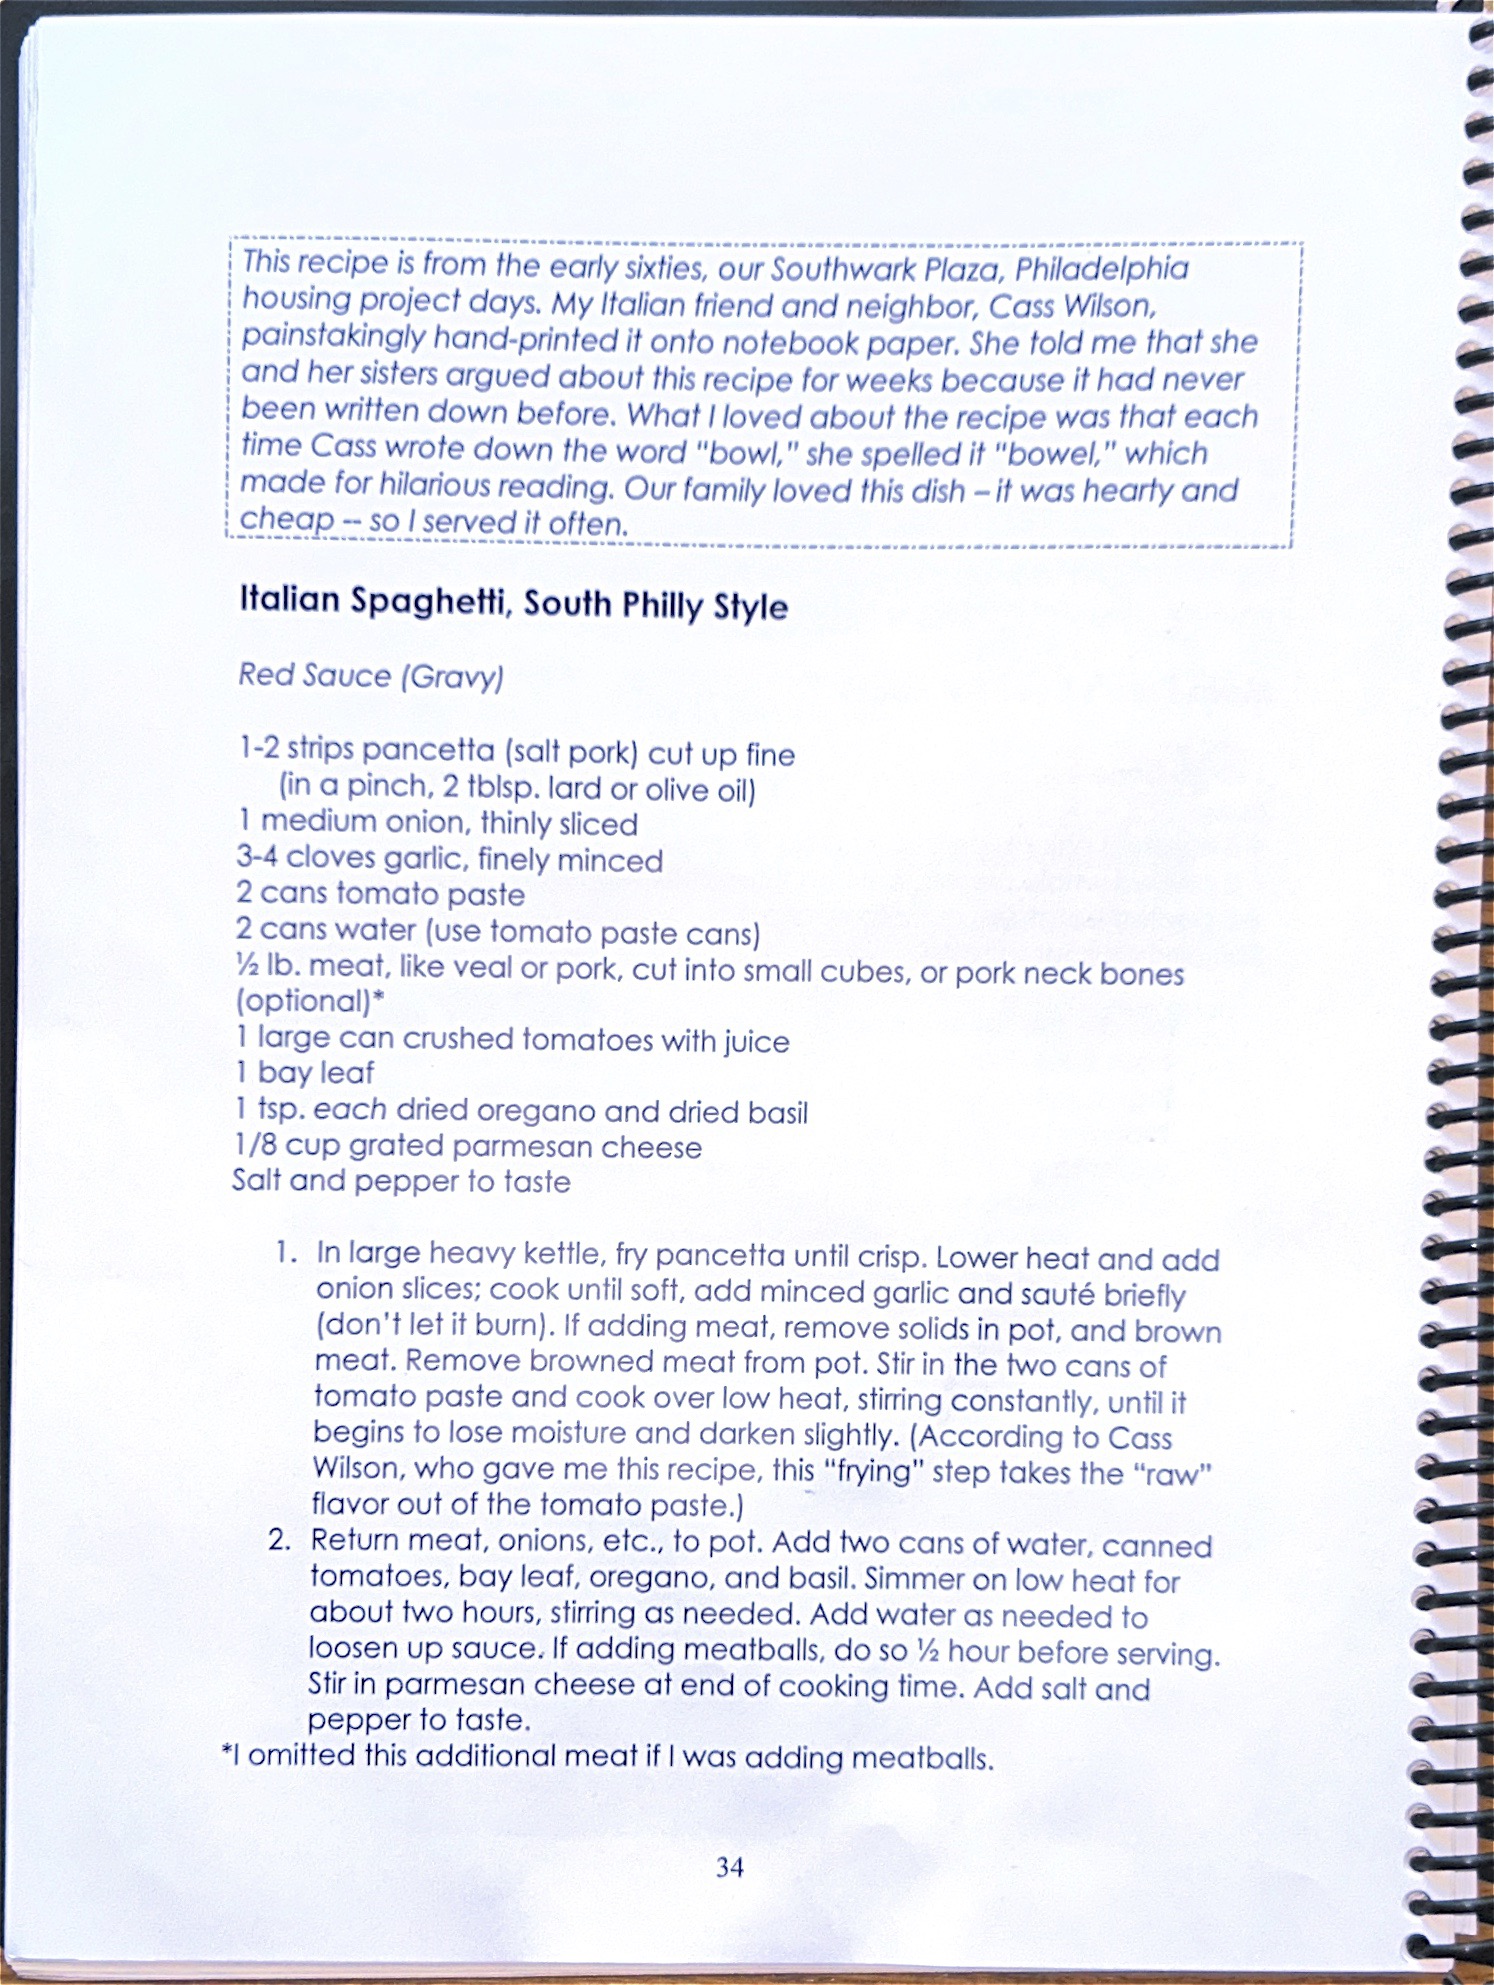 This recipe is from the early sixties, our Southwark Plaza, Philadelphia
housing project days. My Italian friend and neighbor, Cass Wilson,
painstakingly hand-printed it onto notebook paper. She told me that she
and her sisters argued about this recipe for weeks because it had never
been written down before. What I loved about the recipe was that each
time Cass wrote down the word "bowl," she spelled it "bowel," which
made for hilarious reading. Our family loved this dish – it was hearty and
cheap -- so I served it often.
Italian Spaghetti, South Philly Style
Red Sauce (Gravy)
1-2 strips pancetta (salt pork) cut up fine
(in a pinch, 2 tblsp. lard or olive oil)
1 medium onion, thinly sliced
3-4 cloves garlic, finely minced
2 cans tomato paste
2 cans water (use tomato paste cans)
½ lb. meat, like veal or pork, cut into small cubes, or pork neck bones
(optional)*
1 large can crushed tomatoes with juice
1 bay leaf
1 tsp. each dried oregano and dried basil
1/8 cup grated parmesan cheese
Salt and pepper to taste
1. In large heavy kettle, fry pancetta until crisp. Lower heat and add
onion slices; cook until soft, add minced garlic and sauté briefly
(don't let it burn). If adding meat, remove solids in pot, and brown
meat. Remove browned meat from pot. Stir in the two cans of
tomato paste and cook over low heat, stirring constantly, until it
begins to lose moisture and darken slightly. (According to Cass
Wilson, who gave me this recipe, this "frying" step takes the "raw"
flavor out of the tomato paste.)
2. Return meat, onions, etc., to pot. Add two cans of water, canned
tomatoes, bay leaf, oregano, and basil. Simmer on low heat for
about two hours, stirring as needed. Add water as needed to
loosen up sauce. If adding meatballs, do so ½ hour before serving.
Stir in parmesan cheese at end of cooking time. Add salt and
pepper to taste.
*I omitted this additional meat if I was adding meatballs.
34